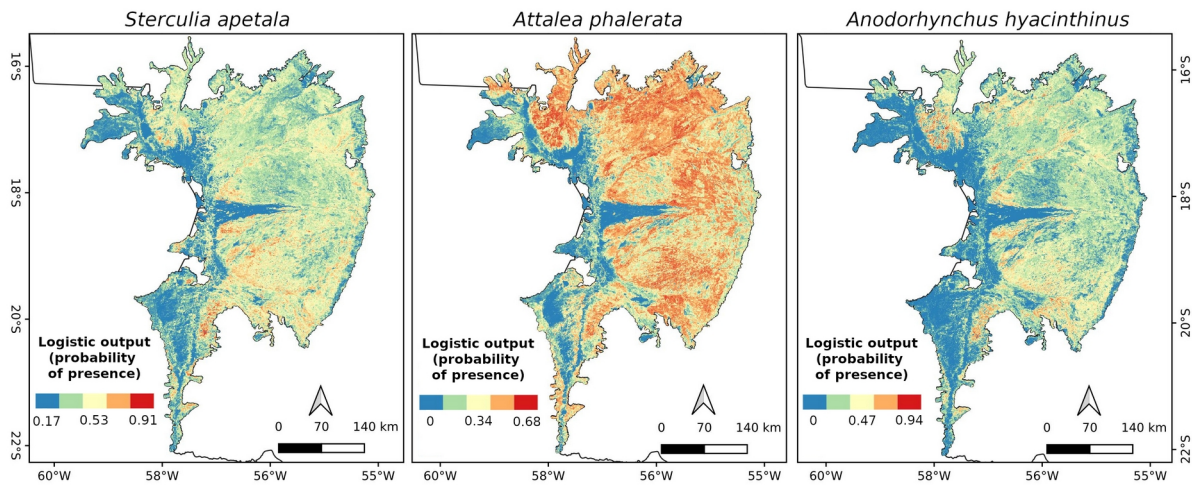 Sterculia apetala
Attalea phalerata
Anodorhynchus hyacinthinus
16°S
18°S
20°S
22°S
Logistic output
(probability
of presence)
0.17 0.53 0.91
0 70 140 km
60°W 58°W 56°W 55°W
Logistic output
(probability
of presence)
0 0.34 0.68
0 70 140 km
60°W 58°W 56°W 55°W
Logistic output
(probability
of presence)
0 0.47 0.94
0 70 140 km
60°W 58°W 56°W 55°W
16°S
18°S
20°S
22°S